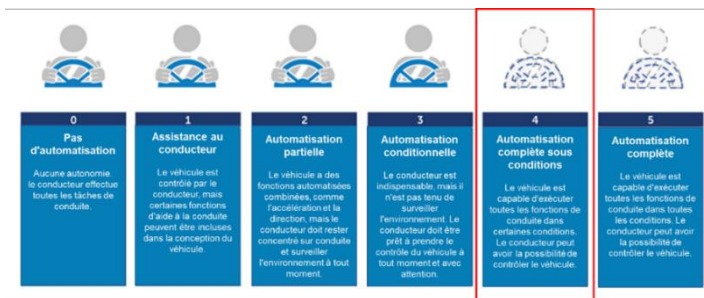 0
Pas
d'automatisation
Aucune autonomie.
le conducteur effectue
toutes les tâches de
conduite.
1
Assistance au
conducteur
Le véhicule est
contrôlé par le
conducteur, mais
certaines fonctions
d'aide à la conduite
peuvent être incluses
dans la conception du
véhicule.
2
Automatisation
partielle
Le véhicule a des
fonctions automatisées
combinées, comme
l'accélération et la
direction, mais le
conducteur doit rester
concentré sur conduite
et surveiller
l'environnement à tout
moment.
3
Automatisation
conditionnelle
Le conducteur est
indispensable, mais il
n'est pas tenu de
surveiller
l'environnement. Le
conducteur doit être
prêt à prendre le
contrôle du véhicule à
tout moment et avec
attention.
4
Automatisation
complète sous
conditions
Le véhicule est
capable d'exécuter
toutes les fonctions de
conduite dans
certaines conditions.
Le conducteur peut
avoir la possibilité de
contrôler le véhicule.
5
Automatisation
complète
Le véhicule est
capable d'exécuter
toutes les fonctions de
conduite dans toutes
les conditions. Le
conducteur peut avoir
la possibilité de
contrôler le véhicule.